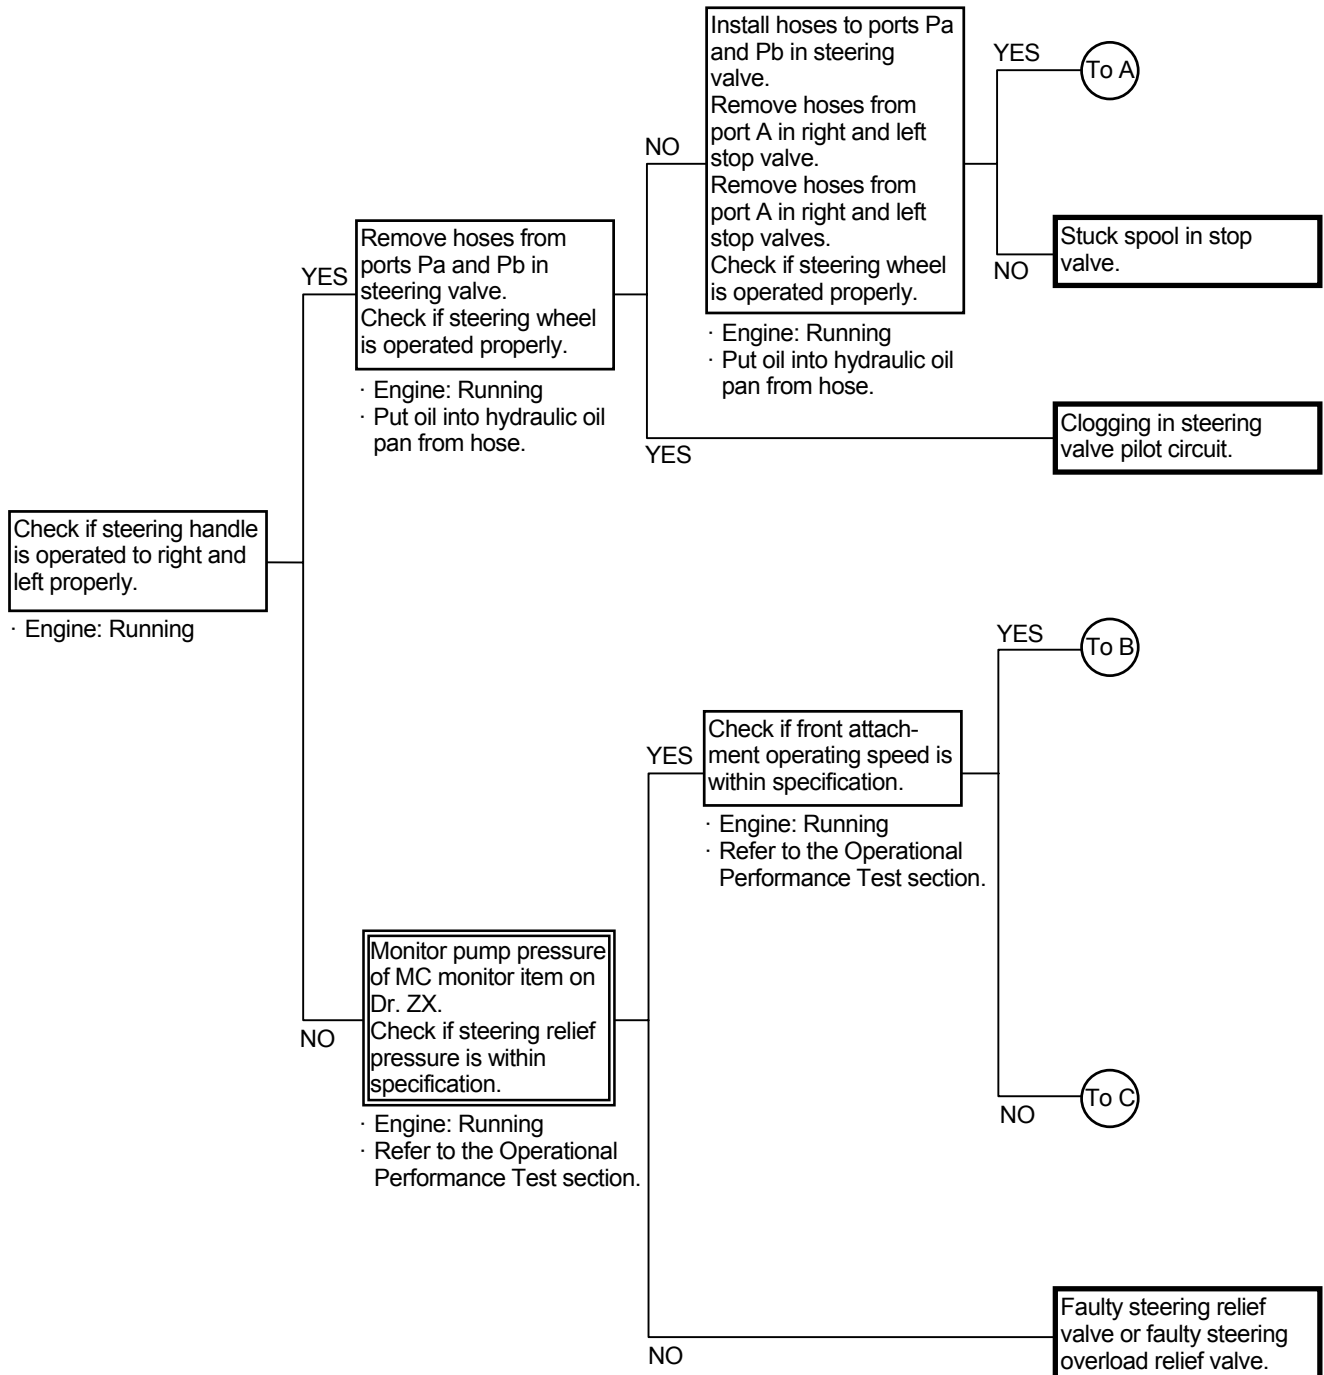 Check if steering handle
is operated to right and
left properly.
· Engine: Running
YES
Remove hoses from
ports Pa and Pb in
steering valve.
Check if steering wheel
is operated properly.
· Engine: Running
· Put oil into hydraulic oil
pan from hose.
NO
Install hoses to ports Pa
and Pb in steering
valve.
Remove hoses from
port A in right and left
stop valve.
Remove hoses from
port A in right and left
stop valves.
Check if steering wheel
is operated properly.
· Engine: Running
· Put oil into hydraulic oil
pan from hose.
YES
To A
NO
Stuck spool in stop
valve.
YES
Clogging in steering
valve pilot circuit.
NO
Monitor pump pressure
of MC monitor item on
Dr. ZX.
Check if steering relief
pressure is within
specification.
· Engine: Running
· Refer to the Operational
Performance Test section.
YES
Check if front attach-
ment operating speed is
within specification.
· Engine: Running
· Refer to the Operational
Performance Test section.
YES
To B
NO
To C
NO
Faulty steering relief
valve or faulty steering
overload relief valve.